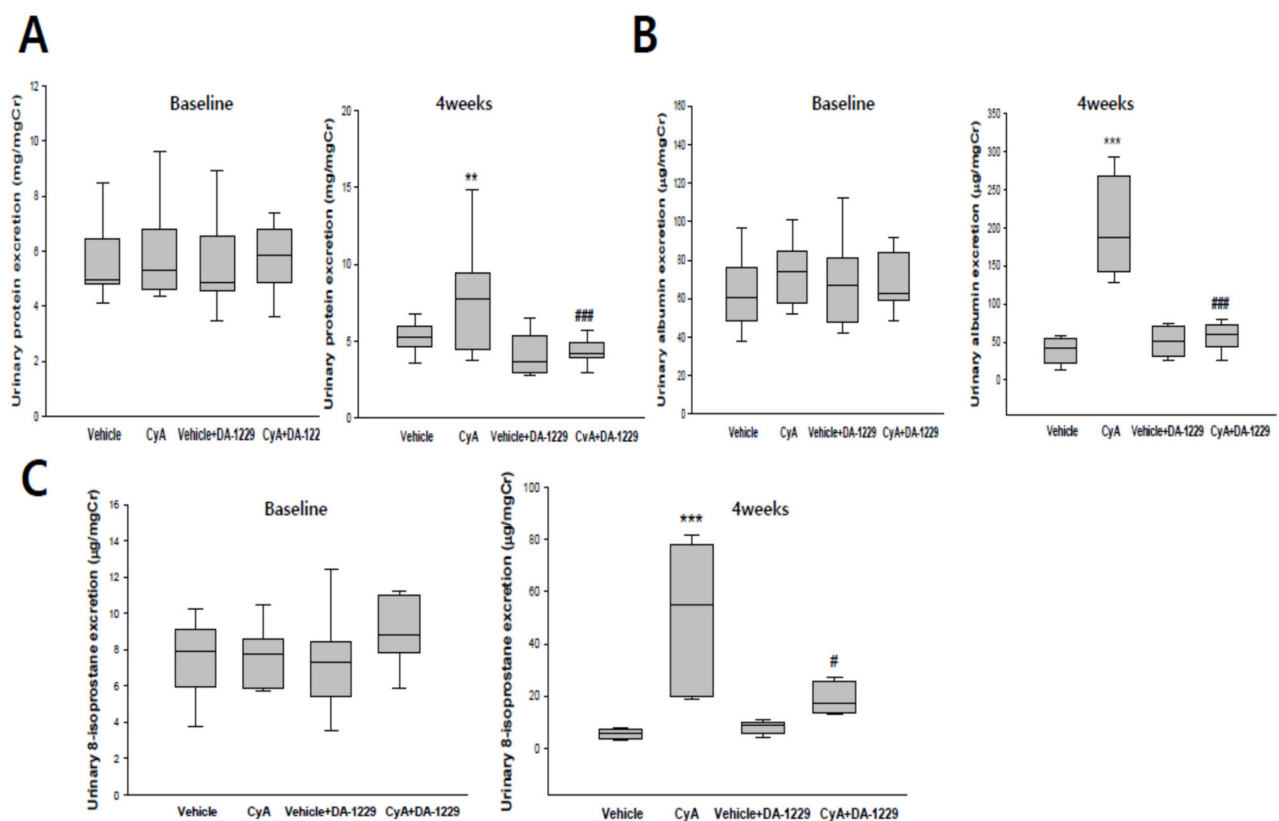 A
Baseline
Urinary protein excretion (mg/mgCr)
12
10
8
6
4
2
0
Vehicle CyA Vehicle+DA-1229 CyA+DA-122
4weeks
Urinary protein excretion (mg/mgCr)
20
15
10
5
0
**
###
Vehicle CyA Vehicle+DA-1229 CyA+DA-1229
B
Baseline
Urinary albumin excretion (µg/mgCr)
160
140
120
100
80
60
40
20
0
Vehicle CyA Vehicle+DA-1229 CyA+DA-1229
4weeks
Urinary albumin excretion (µg/mgCr)
350
300
250
200
150
100
50
0
***
###
Vehicle CyA Vehicle+DA-1229 CyA+DA-1229
C
Baseline
Urinary 8-isoprostane excretion (µg/mgCr)
16
14
12
10
8
6
4
2
0
Vehicle CyA Vehicle+DA-1229 CyA+DA-1229
4weeks
Urinary 8-isoprostane excretion (µg/mgCr)
100
80
60
40
20
0
***
#
Vehicle CyA Vehicle+DA-1229 CyA+DA-1229